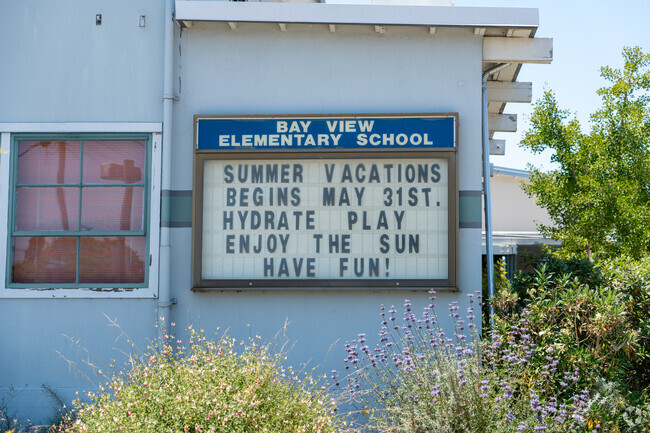 BAY VIEW
ELEMENTARY SCHOOL
SUMMER VACATIONS
BEGINS MAY 31ST.
HYDRATE PLAY
ENJOY THE SUN
HAVE FUN!